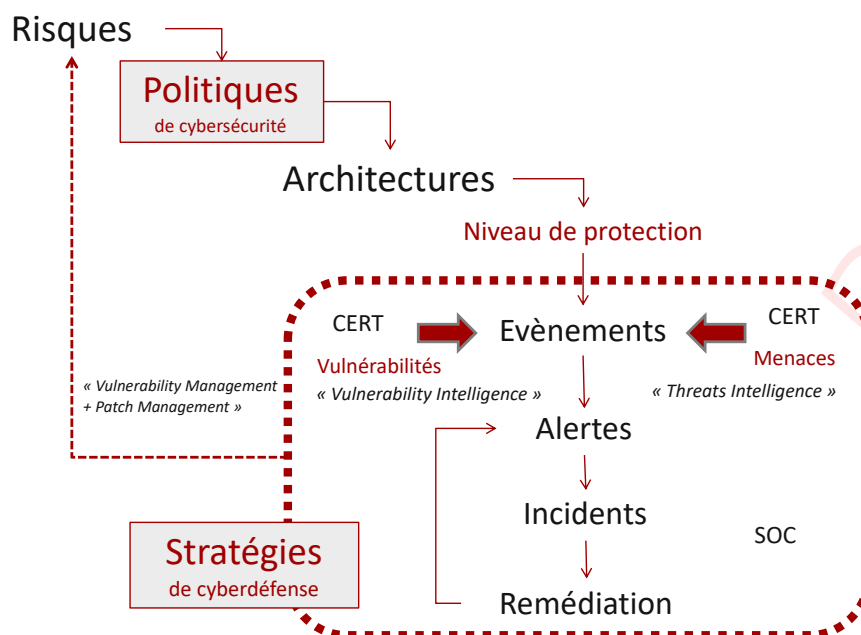 Risques
Politiques
de cybersécurité
Architectures
Niveau de protection
CERT
Evènements
CERT
Vulnérabilités
Menaces
« Vulnerability Management
+ Patch Management »
« Vulnerability Intelligence »
« Threats Intelligence »
Alertes
Incidents
SOC
Stratégies
de cyberdéfense
Remédiation